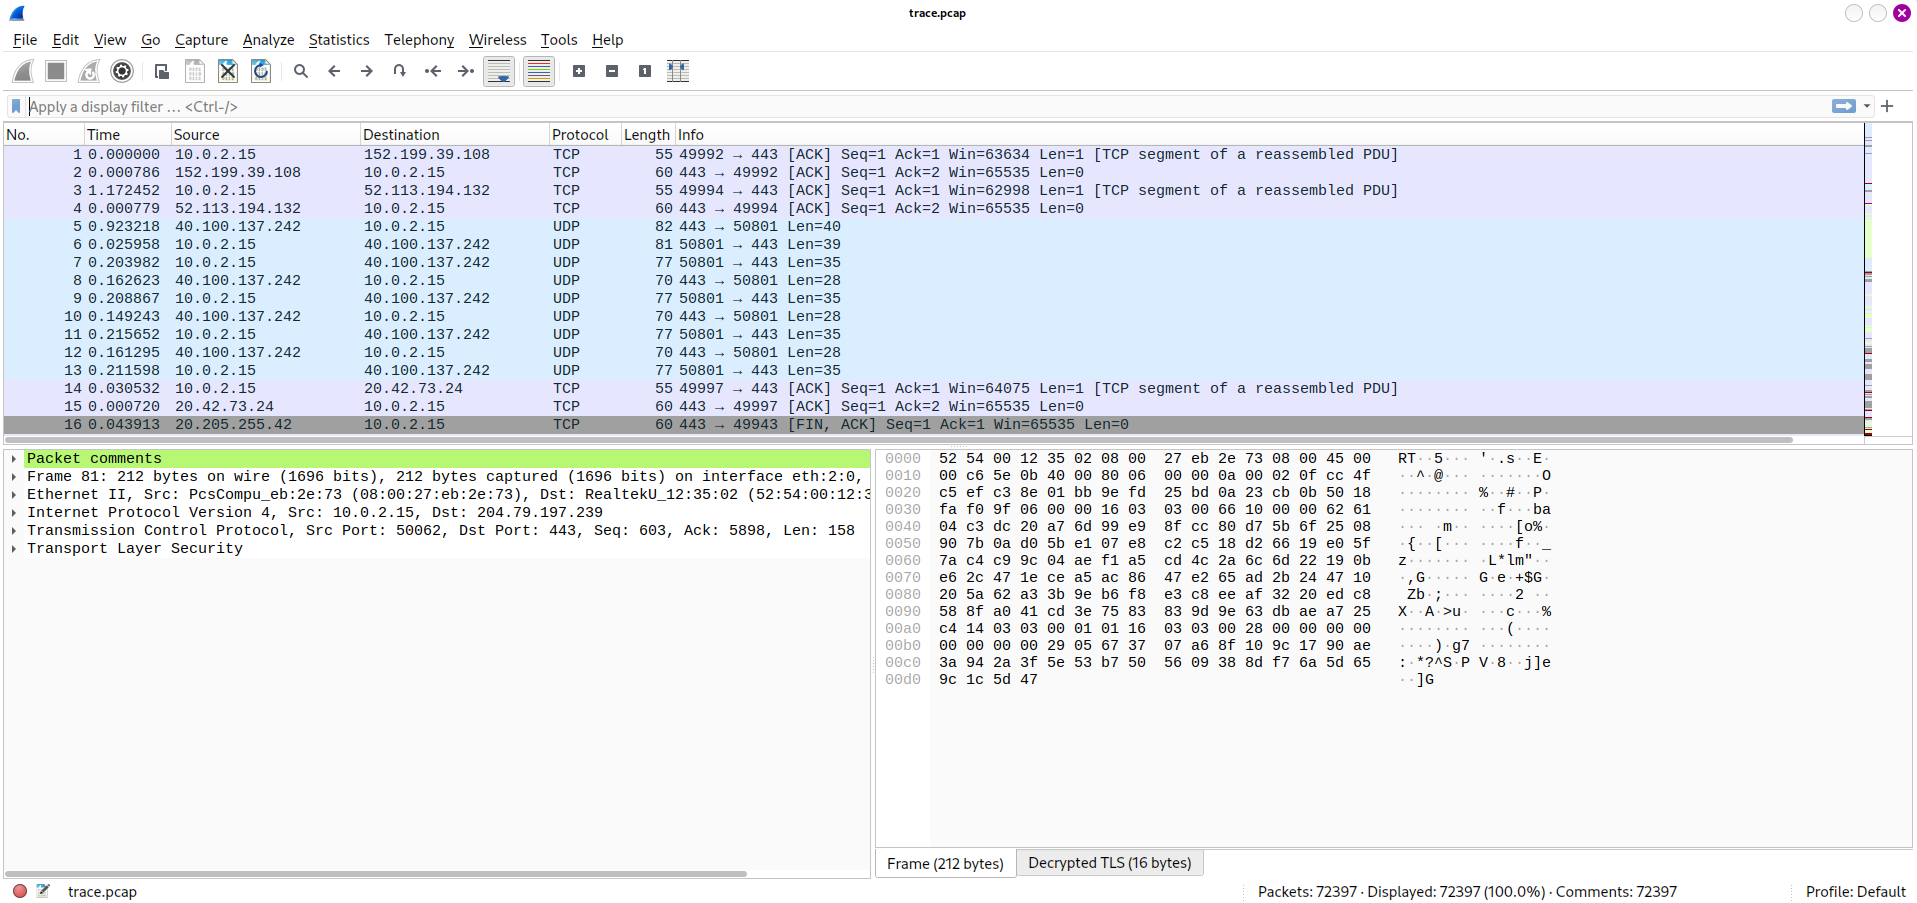 trace.pcap
File Edit View Go Capture Analyze Statistics Telephony Wireless Tools Help
Apply a display filter … <Ctrl-/>
No. Time Source Destination Protocol Length Info
1 0.000000 10.0.2.15 152.199.39.108 TCP 55 49992 → 443 [ACK] Seq=1 Ack=1 Win=63634 Len=1 [TCP segment of a reassembled PDU]
2 0.000786 152.199.39.108 10.0.2.15 TCP 60 443 → 49992 [ACK] Seq=1 Ack=2 Win=65535 Len=0
3 1.172452 10.0.2.15 52.113.194.132 TCP 55 49994 → 443 [ACK] Seq=1 Ack=1 Win=62998 Len=1 [TCP segment of a reassembled PDU]
4 0.000779 52.113.194.132 10.0.2.15 TCP 60 443 → 49994 [ACK] Seq=1 Ack=2 Win=65535 Len=0
5 0.923218 40.100.137.242 10.0.2.15 UDP 82 443 → 50801 Len=40
6 0.025958 10.0.2.15 40.100.137.242 UDP 81 50801 → 443 Len=39
7 0.203982 10.0.2.15 40.100.137.242 UDP 77 50801 → 443 Len=35
8 0.162623 40.100.137.242 10.0.2.15 UDP 70 443 → 50801 Len=28
9 0.208867 10.0.2.15 40.100.137.242 UDP 77 50801 → 443 Len=35
10 0.149243 40.100.137.242 10.0.2.15 UDP 70 443 → 50801 Len=28
11 0.215652 10.0.2.15 40.100.137.242 UDP 77 50801 → 443 Len=35
12 0.161295 40.100.137.242 10.0.2.15 UDP 70 443 → 50801 Len=28
13 0.211598 10.0.2.15 40.100.137.242 UDP 77 50801 → 443 Len=35
14 0.030532 10.0.2.15 20.42.73.24 TCP 55 49997 → 443 [ACK] Seq=1 Ack=1 Win=64075 Len=1 [TCP segment of a reassembled PDU]
15 0.000720 20.42.73.24 10.0.2.15 TCP 60 443 → 49997 [ACK] Seq=1 Ack=2 Win=65535 Len=0
16 0.043913 20.205.255.42 10.0.2.15 TCP 60 443 → 49943 [FIN, ACK] Seq=1 Ack=1 Win=65535 Len=0
Packet comments
Frame 81: 212 bytes on wire (1696 bits), 212 bytes captured (1696 bits) on interface eth:2:0,
Ethernet II, Src: PcsCompu_eb:2e:73 (08:00:27:eb:2e:73), Dst: RealtekU_12:35:02 (52:54:00:12:3
Internet Protocol Version 4, Src: 10.0.2.15, Dst: 204.79.197.239
Transmission Control Protocol, Src Port: 50062, Dst Port: 443, Seq: 603, Ack: 5898, Len: 158
Transport Layer Security
0000 52 54 00 12 35 02 08 00 27 eb 2e 73 08 00 45 00 RT··5··· '·.s··E·
0010 00 c6 5e 0b 40 00 80 06 00 00 0a 00 02 0f cc 4f ··^·@··· ·······O
0020 c5 ef c3 8e 01 bb 9e fd 25 bd 0a 23 cb 0b 50 18 ········ %··#··P·
0030 fa f0 9f 06 00 00 16 03 03 00 66 10 00 00 62 61 ········ ··f···ba
0040 04 c3 dc 20 a7 6d 99 e9 8f cc 80 d7 5b 6f 25 08 ··· ·m·· ····[o%·
0050 90 7b 0a d0 5b e1 07 e8 c2 c5 18 d2 66 19 e0 5f ·{··[··· ····f··_
0060 7a c4 c9 9c 04 ae f1 a5 cd 4c 2a 6c 6d 22 19 0b z······· ·L*lm"··
0070 e6 2c 47 1e ce a5 ac 86 47 e2 65 ad 2b 24 47 10 ·,G····· G·e·+$G·
0080 20 5a 62 a3 3b 9e b6 f8 e3 c8 ee af 32 20 ed c8 Zb·;··· ····2 ··
0090 58 8f a0 41 cd 3e 75 83 83 9d 9e 63 db ae a7 25 X··A·>u· ···c···%
00a0 c4 14 03 03 00 01 01 16 03 03 00 28 00 00 00 00 ········ ···(····
00b0 00 00 00 00 29 05 67 37 07 a6 8f 10 9c 17 90 ae ····)·g7 ········
00c0 3a 94 2a 3f 5e 53 b7 50 56 09 38 8d f7 6a 5d 65 :·*?^S·P V·8··j]e
00d0 9c 1c 5d 47 ··]G
Frame (212 bytes) Decrypted TLS (16 bytes)
trace.pcap Packets: 72397 · Displayed: 72397 (100.0%) · Comments: 72397 Profile: Default